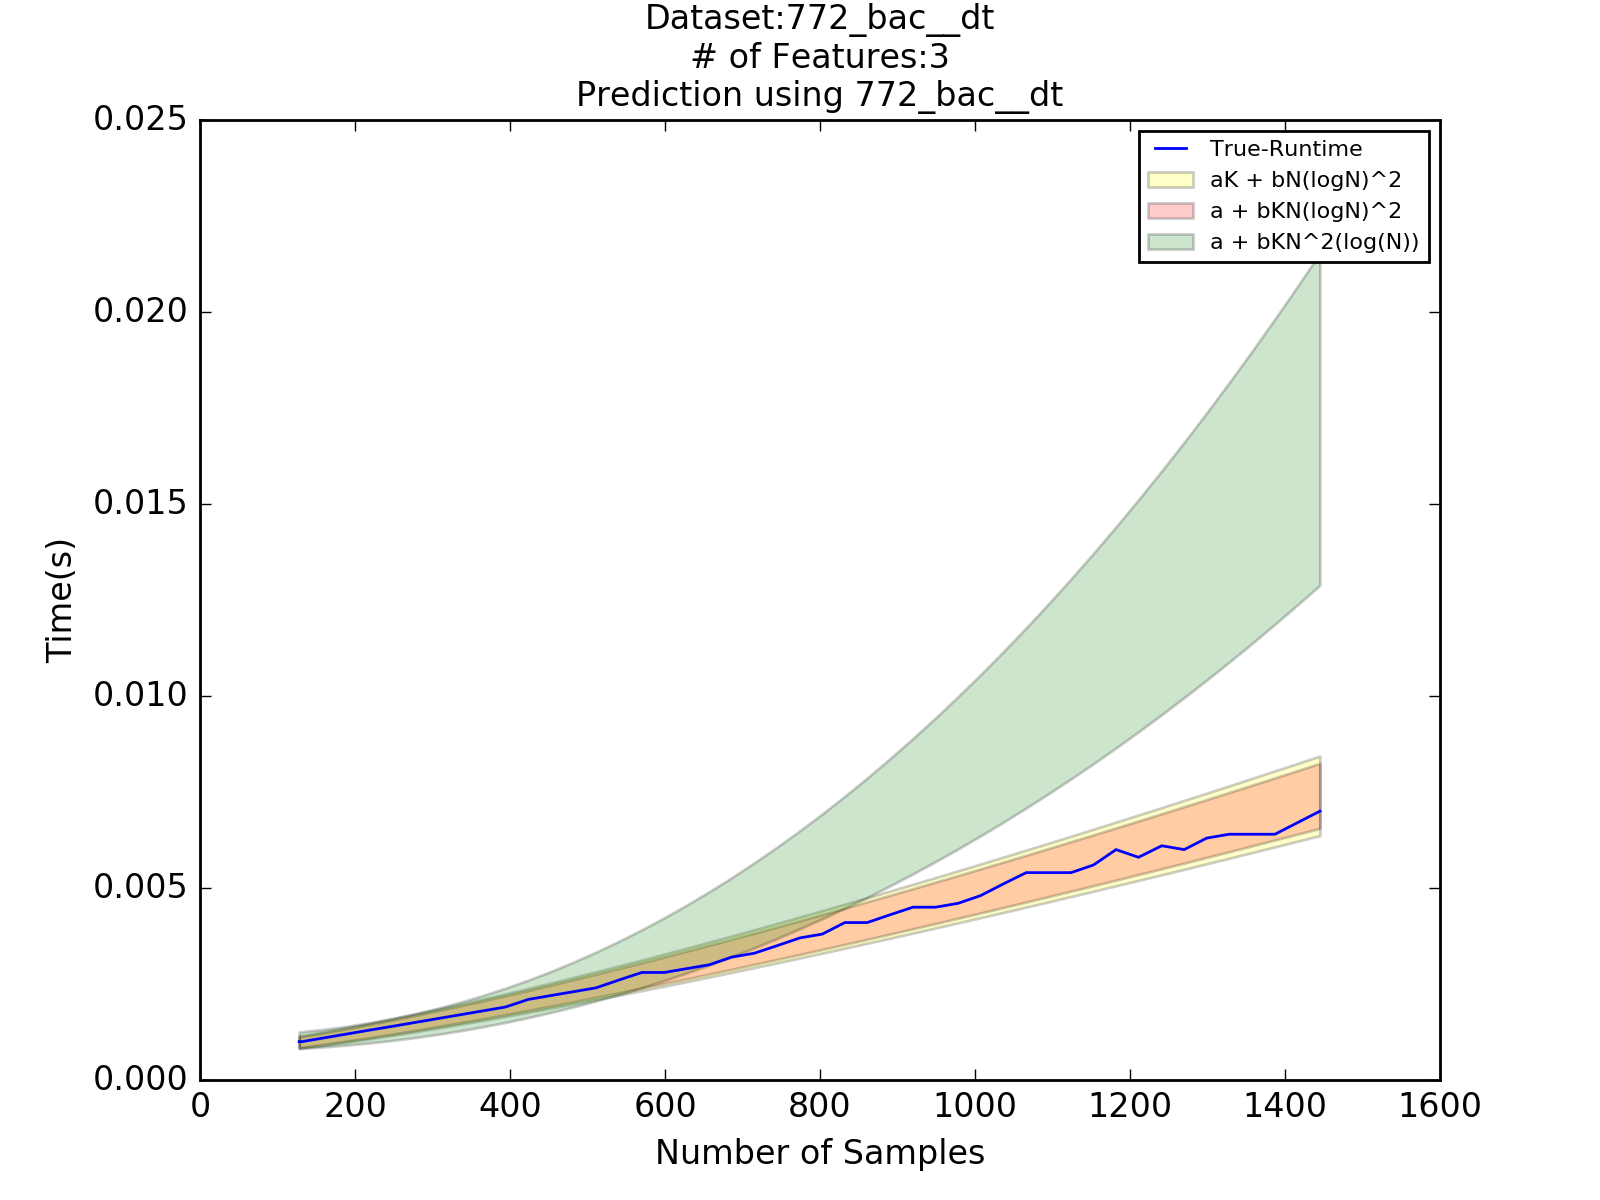 Dataset:772_bac__dt
# of Features:3
Prediction using 772_bac__dt
0.025
0.020
0.015
0.010
0.005
0.000
Time(s)
True-Runtime
aK + bN(logN)^2
a + bKN(logN)^2
a + bKN^2(log(N))
0 200 400 600 800 1000 1200 1400 1600
Number of Samples